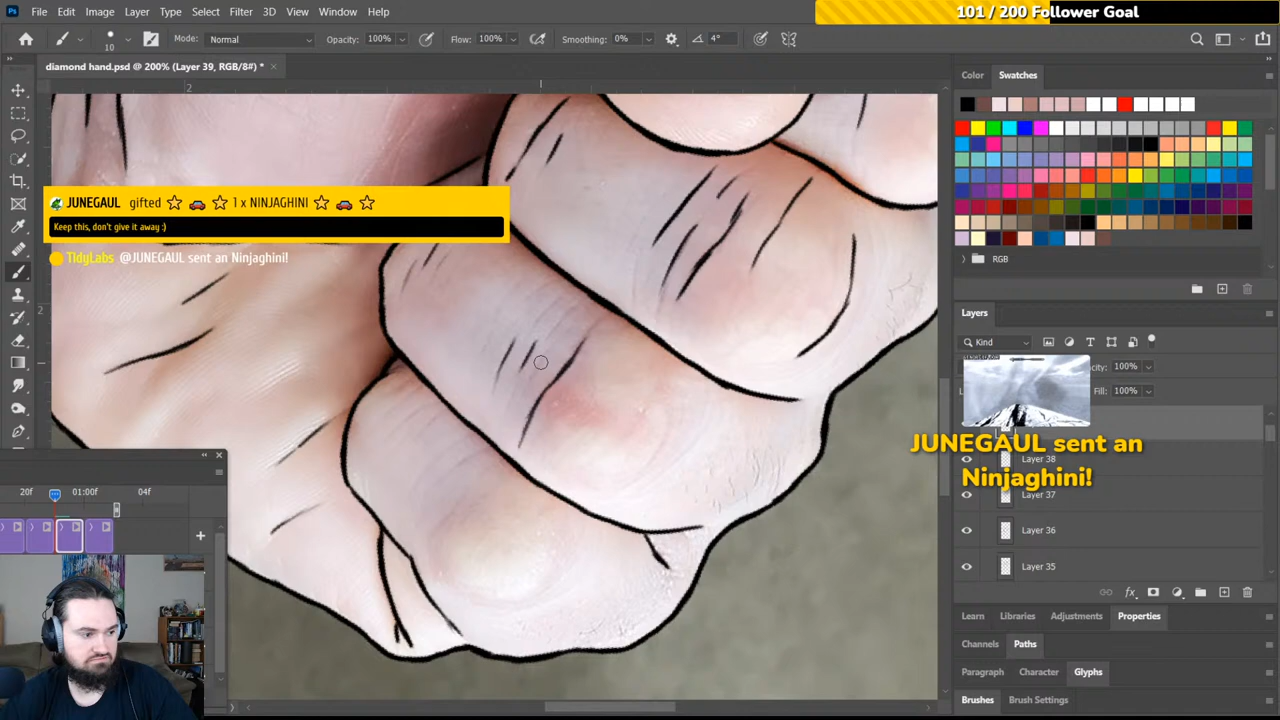 File Edit Image Layer Type Select Filter 3D View Window Help
101 / 200 Follower Goal
10 Mode: Normal Opacity: 100% Flow: 100% Smoothing: 0% 4°
diamond hand.psd @ 200% (Layer 39, RGB/8#) *
Color Swatches
2
JUNEGAUL gifted 1 x NINJAGHINI
Keep this, don't give it away :)
TidyLabs @JUNEGAUL sent an Ninjaghini!
RGB
2
Layers
Kind
Opacity: 100%
Fill: 100%
JUNEGAUL sent an
Ninjaghini!
Layer 38
Layer 37
Layer 36
Layer 35
20f 01:00f 04f
fx
Learn Libraries Adjustments Properties
Channels Paths
Paragraph Character Glyphs
Brushes Brush Settings